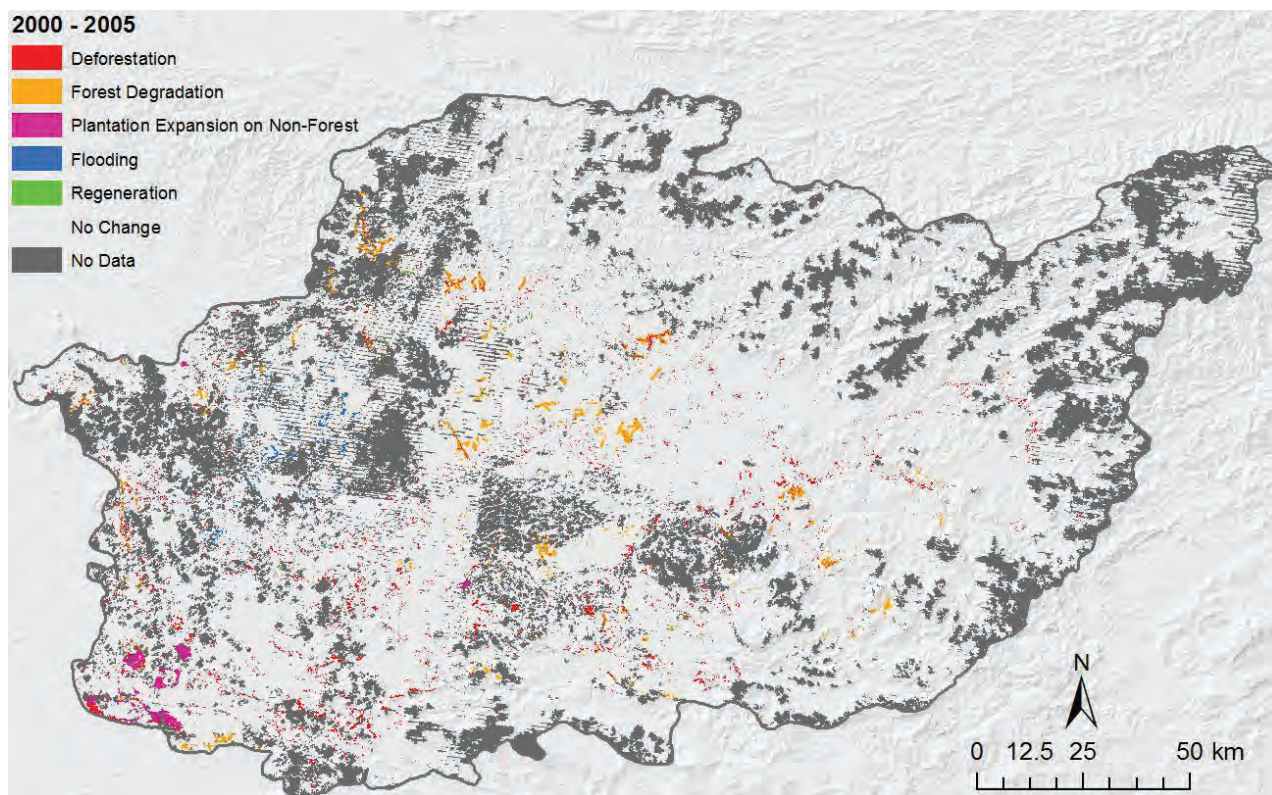 2000 - 2005
Deforestation
Forest Degradation
Plantation Expansion on Non-Forest
Flooding
Regeneration
No Change
No Data
N
0 12.5 25 50 km